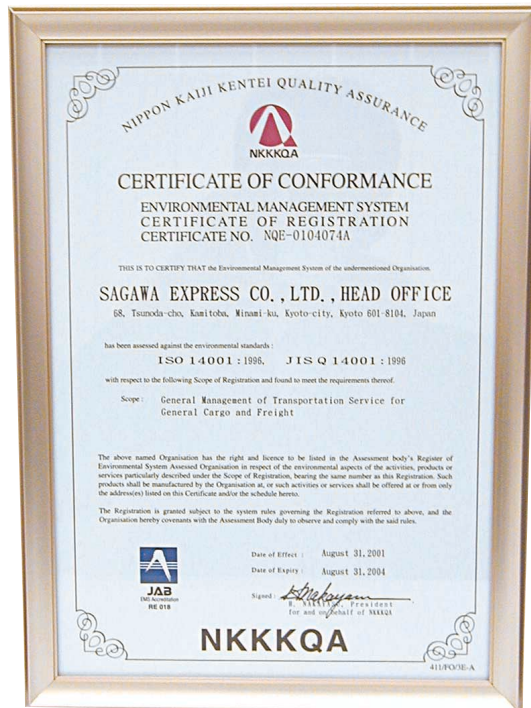 NIPPON KAIJI KENTEI QUALITY ASSURANCE
NKKKQA
CERTIFICATE OF CONFORMANCE
ENVIRONMENTAL MANAGEMENT SYSTEM
CERTIFICATE OF REGISTRATION
CERTIFICATE NO. NQE-0104074A
THIS IS TO CERTIFY THAT the Environmental Management System of the undermentioned Organisation.
SAGAWA EXPRESS CO.,LTD.,HEAD OFFICE
68, Tsunoda-cho, Kamitoba, Minami-ku, Kyoto-city, Kyoto 601-8104, Japan
has been assessed against the environmental standards :
ISO 14001 : 1996, JIS Q 14001 : 1996
with respect to the following Scope of Registration and found to meet the requirements thereof.
Scope : General Management of Transportation Service for
General Cargo and Freight
The above named Organisation has the right and licence to be listed in the Assessment body's Register of
Environmental System Assessed Organisation in respect of the environmental aspects of the activities, products or
services particularly described under the Scope of Registration, bearing the same number as this Registration. Such
products shall be manufactured by the Organisation at, or such activities or services shall be offered at or from only
the address(es) listed on this Certificate and/or the schedule hereto.
The Registration is granted subject to the system rules governing the Registration referred to above, and the
Organisation hereby covenants with the Assessment Body duly to observe and comply with the said rules.
JAB
EMS Accreditation
RE 018
Date of Effect : August 31, 2001
Date of Expiry : August 31, 2004
Signed :
President
for and on behalf of NKKKQA
NKKKQA
411/FO/3E-A